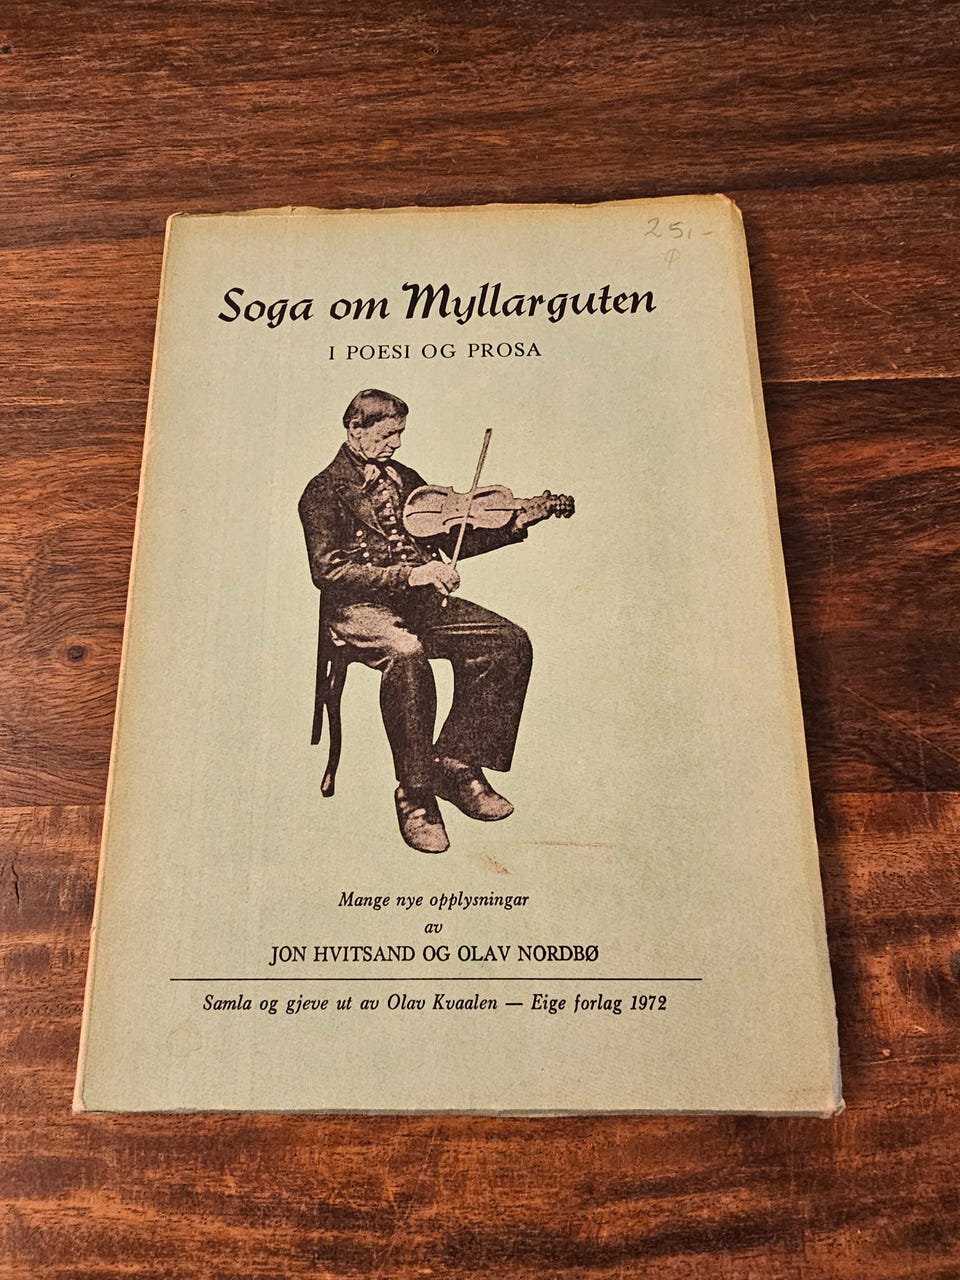 25,-
Soga om Myllarguten
I POESI OG PROSA
Mange nye opplysningar
av
JON HVITSAND OG OLAV NORDBØ
Samla og gjeve ut av Olav Kvaalen — Eige forlag 1972